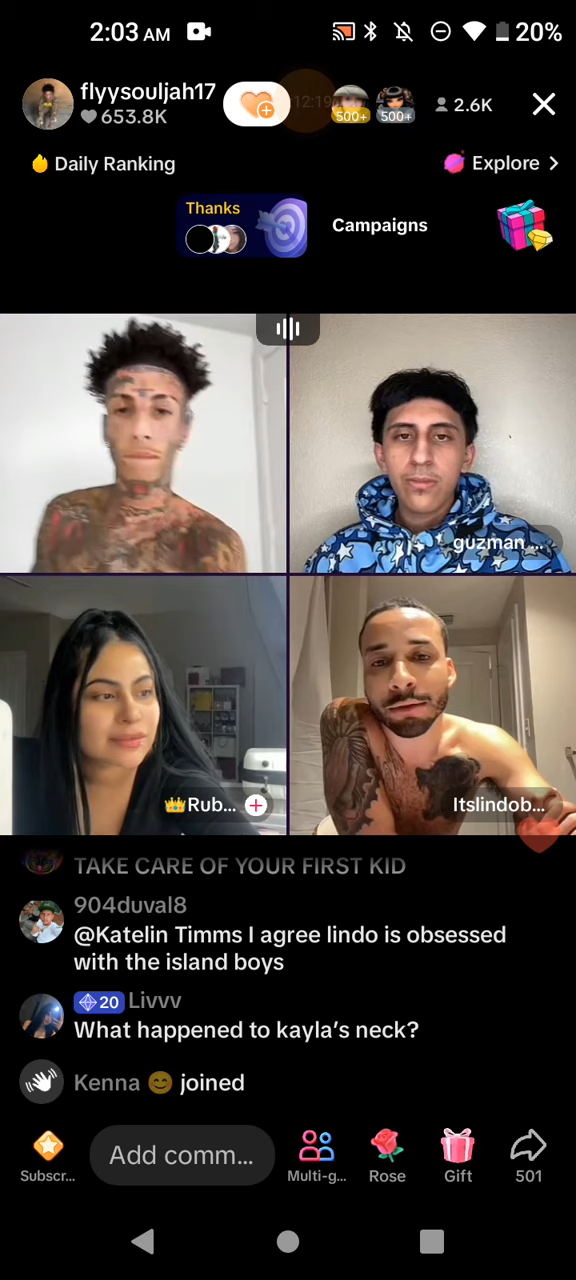 2:03 AM
20%
flyysouljah17
653.8K
12:19
500+
500+
2.6K
Daily Ranking
Explore
Thanks
Campaigns
guzman...
Rub...
Itslindob...
TAKE CARE OF YOUR FIRST KID
904duval8
@Katelin Timms I agree lindo is obsessed
with the island boys
20 Livvv
What happened to kayla's neck?
Kenna 😊 joined
Add comm...
Subscr...
Multi-g...
Rose
Gift
501